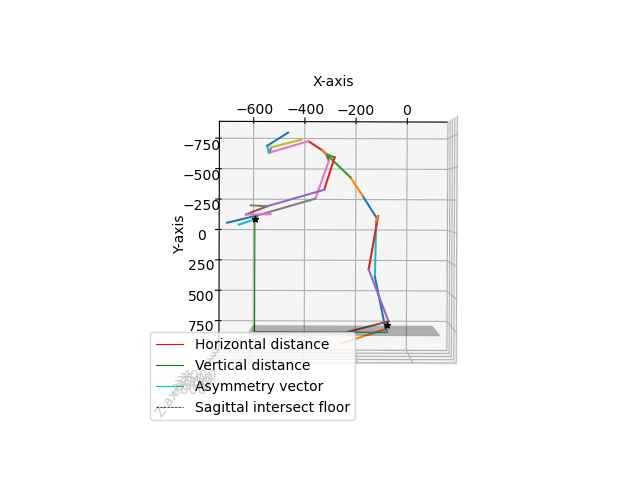 X-axis
−600 −400 −200 0
−750
−500
−250
0
250
500
750
Y-axis
Z-axis
Horizontal distance
Vertical distance
Asymmetry vector
Sagittal intersect floor